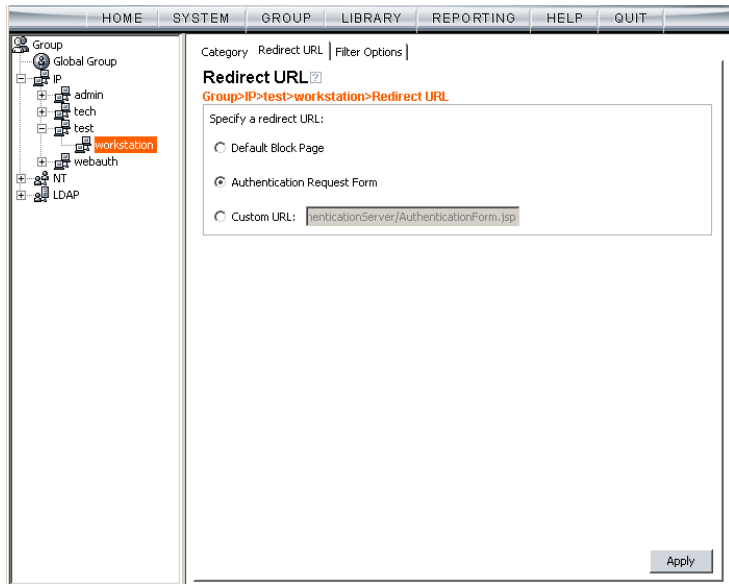 HOME SYSTEM GROUP LIBRARY REPORTING HELP QUIT
Group
Global Group
IP
admin
tech
test
workstation
webauth
NT
LDAP
Category Redirect URL Filter Options
Redirect URL ?
Group>IP>test>workstation>Redirect URL
Specify a redirect URL:
Default Block Page
Authentication Request Form
Custom URL: henticationServer/AuthenticationForm.jsp
Apply